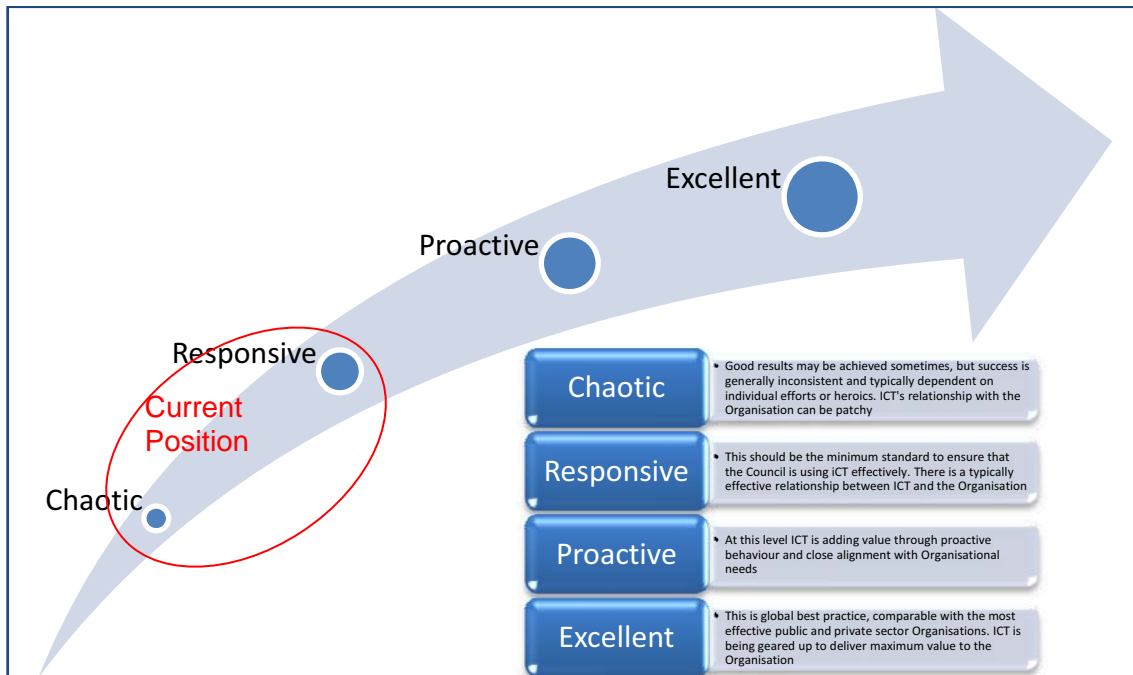 Excellent
Proactive
Responsive
Current
Position
Chaotic
Chaotic
• Good results may be achieved sometimes, but success is
generally inconsistent and typically dependent on
individual efforts or heroics. ICT's relationship with the
Organisation can be patchy
Responsive
• This should be the minimum standard to ensure that
the Council is using iCT effectively. There is a typically
effective relationship between ICT and the Organisation
Proactive
• At this level ICT is adding value through proactive
behaviour and close alignment with Organisational
needs
Excellent
• This is global best practice, comparable with the most
effective public and private sector Organisations. ICT is
being geared up to deliver maximum value to the
Organisation